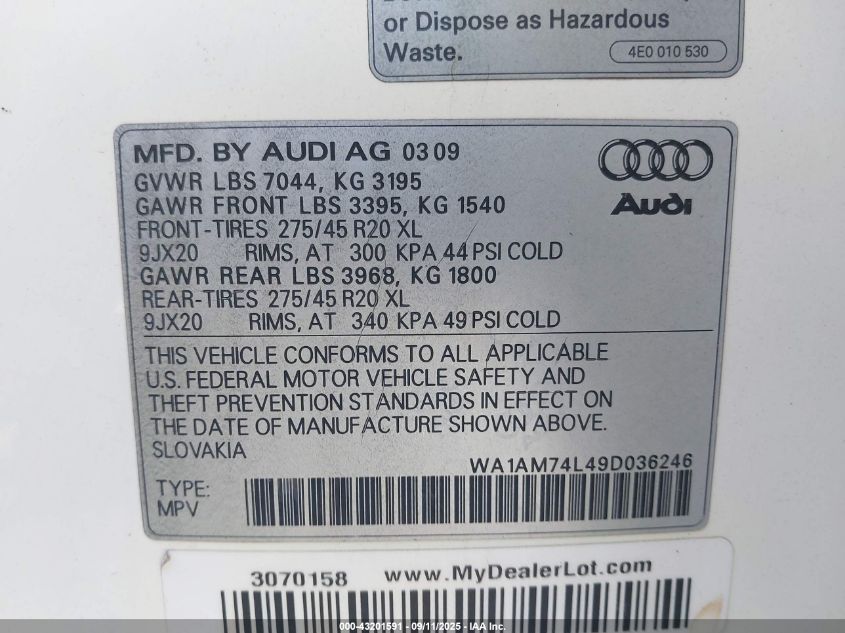 or Dispose as Hazardous
Waste.
4E0 010 530
MFD. BY AUDI AG 03 09
GVWR LBS 7044, KG 3195
GAWR FRONT LBS 3395, KG 1540
FRONT-TIRES 275/45 R20 XL
9JX20 RIMS, AT 300 KPA 44 PSI COLD
GAWR REAR LBS 3968, KG 1800
REAR-TIRES 275/45 R20 XL
9JX20 RIMS, AT 340 KPA 49 PSI COLD
Audi
THIS VEHICLE CONFORMS TO ALL APPLICABLE
U.S. FEDERAL MOTOR VEHICLE SAFETY AND
THEFT PREVENTION STANDARDS IN EFFECT ON
THE DATE OF MANUFACTURE SHOWN ABOVE.
SLOVAKIA
WA1AM74L49D036246
TYPE:
MPV
3070158 www.MyDealerLot.com
000-43201591 - 09/11/2025 - IAA Inc.